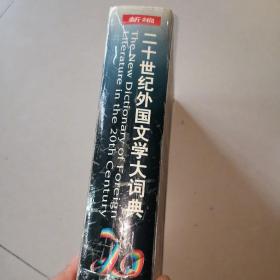 新编
二十世纪外国文学大词典
The New Dictionary of Foreign
Literature in the 20th Century
20